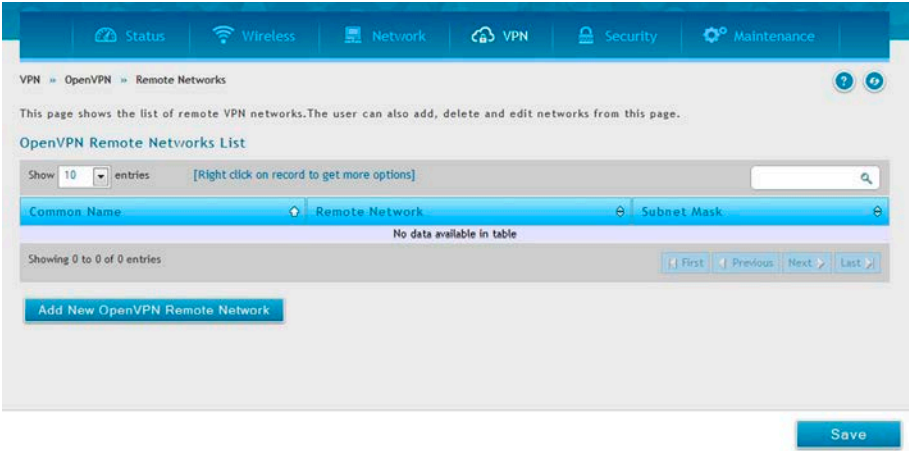 Status Wireless Network VPN Security Maintenance
VPN » OpenVPN » Remote Networks
This page shows the list of remote VPN networks.The user can also add, delete and edit networks from this page.
OpenVPN Remote Networks List
Show 10 entries [Right click on record to get more options]
Common Name Remote Network Subnet Mask
No data available in table
Showing 0 to 0 of 0 entries First Previous Next Last
Add New OpenVPN Remote Network
Save